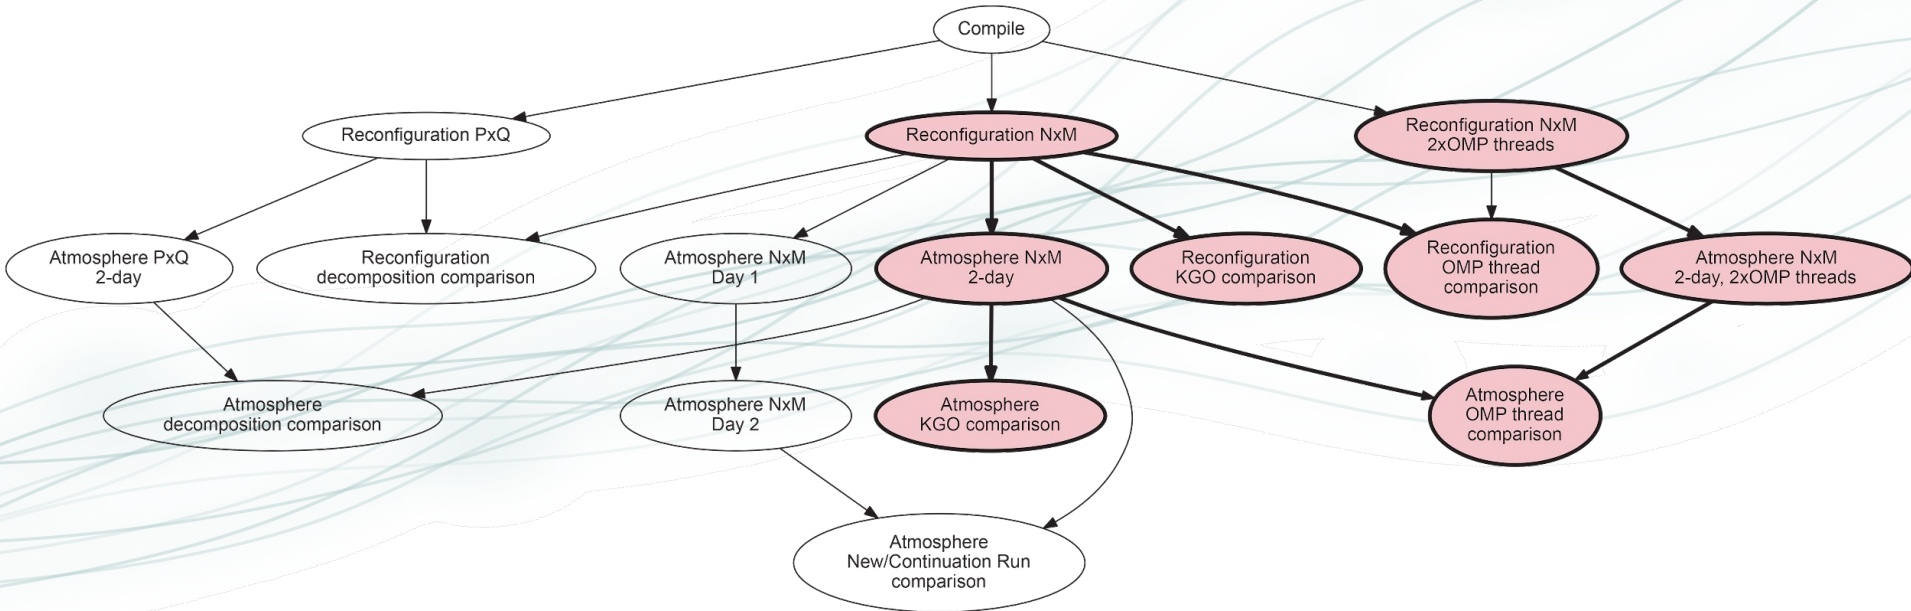 Compile
Reconfiguration PxQ
Reconfiguration NxM
Reconfiguration NxM
2xOMP threads
Atmosphere PxQ
2-day
Reconfiguration
decomposition comparison
Atmosphere NxM
Day 1
Atmosphere NxM
2-day
Reconfiguration
KGO comparison
Reconfiguration
OMP thread
comparison
Atmosphere NxM
2-day, 2xOMP threads
Atmosphere
decomposition comparison
Atmosphere NxM
Day 2
Atmosphere
KGO comparison
Atmosphere
OMP thread
comparison
Atmosphere
New/Continuation Run
comparison